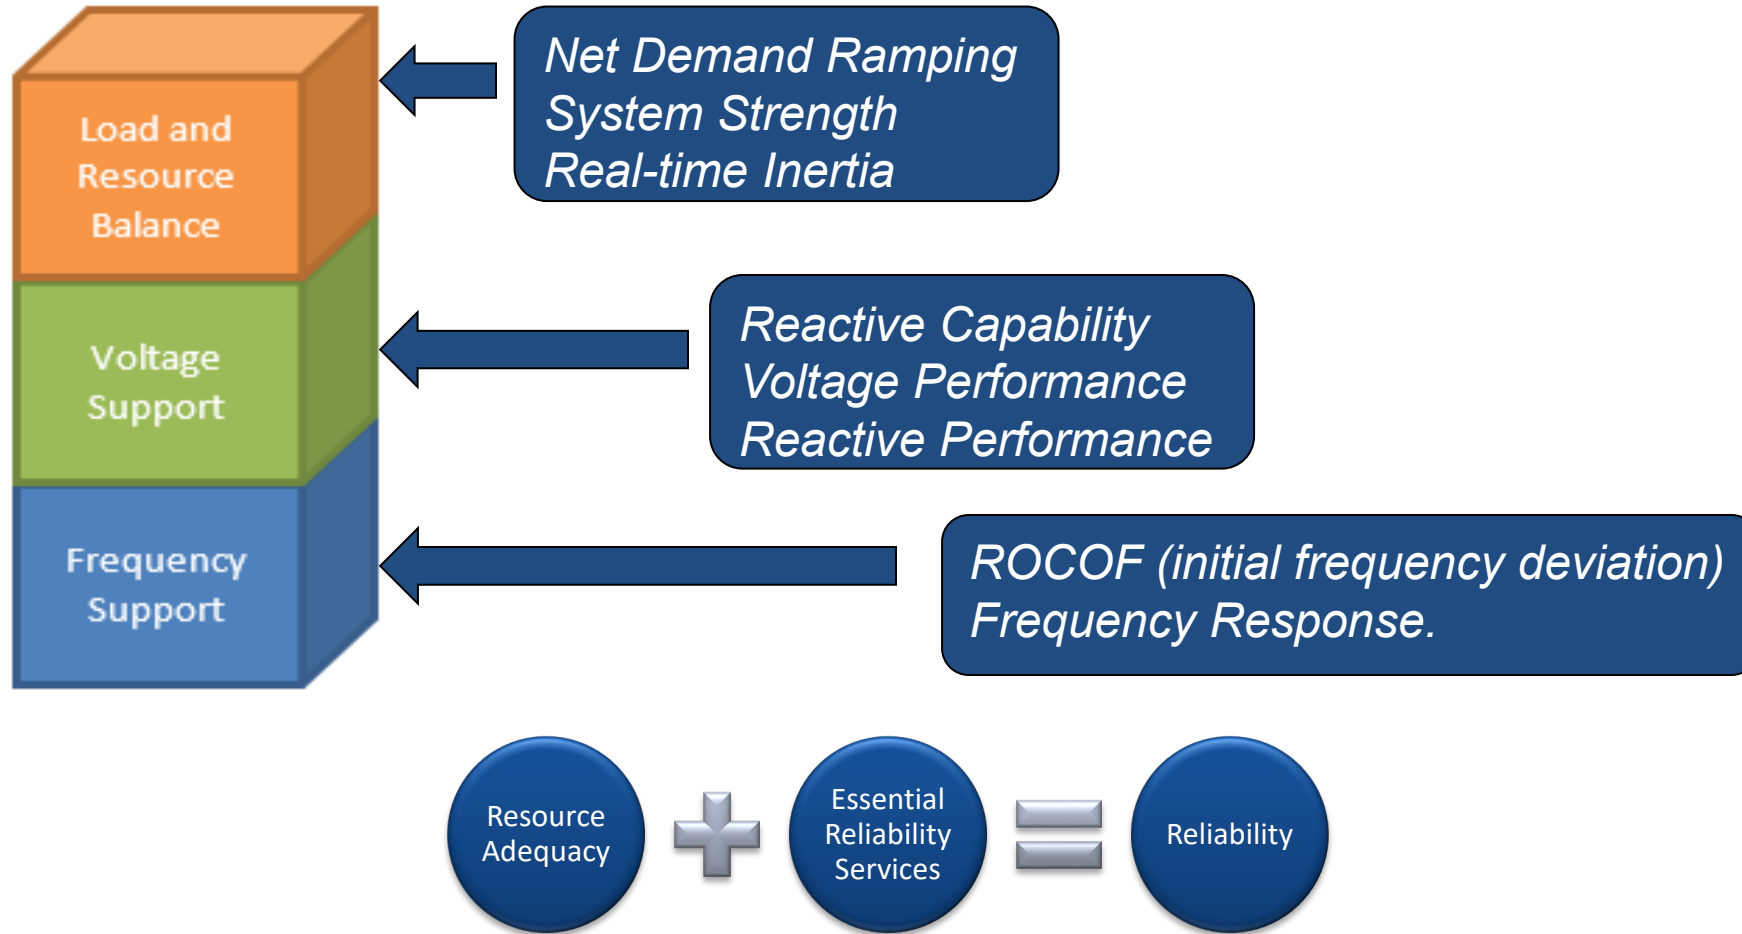 Load and
Resource
Balance
Net Demand Ramping
System Strength
Real-time Inertia
Voltage
Support
Reactive Capability
Voltage Performance
Reactive Performance
Frequency
Support
ROCOF (initial frequency deviation)
Frequency Response.
Resource
Adequacy
Essential
Reliability
Services
Reliability